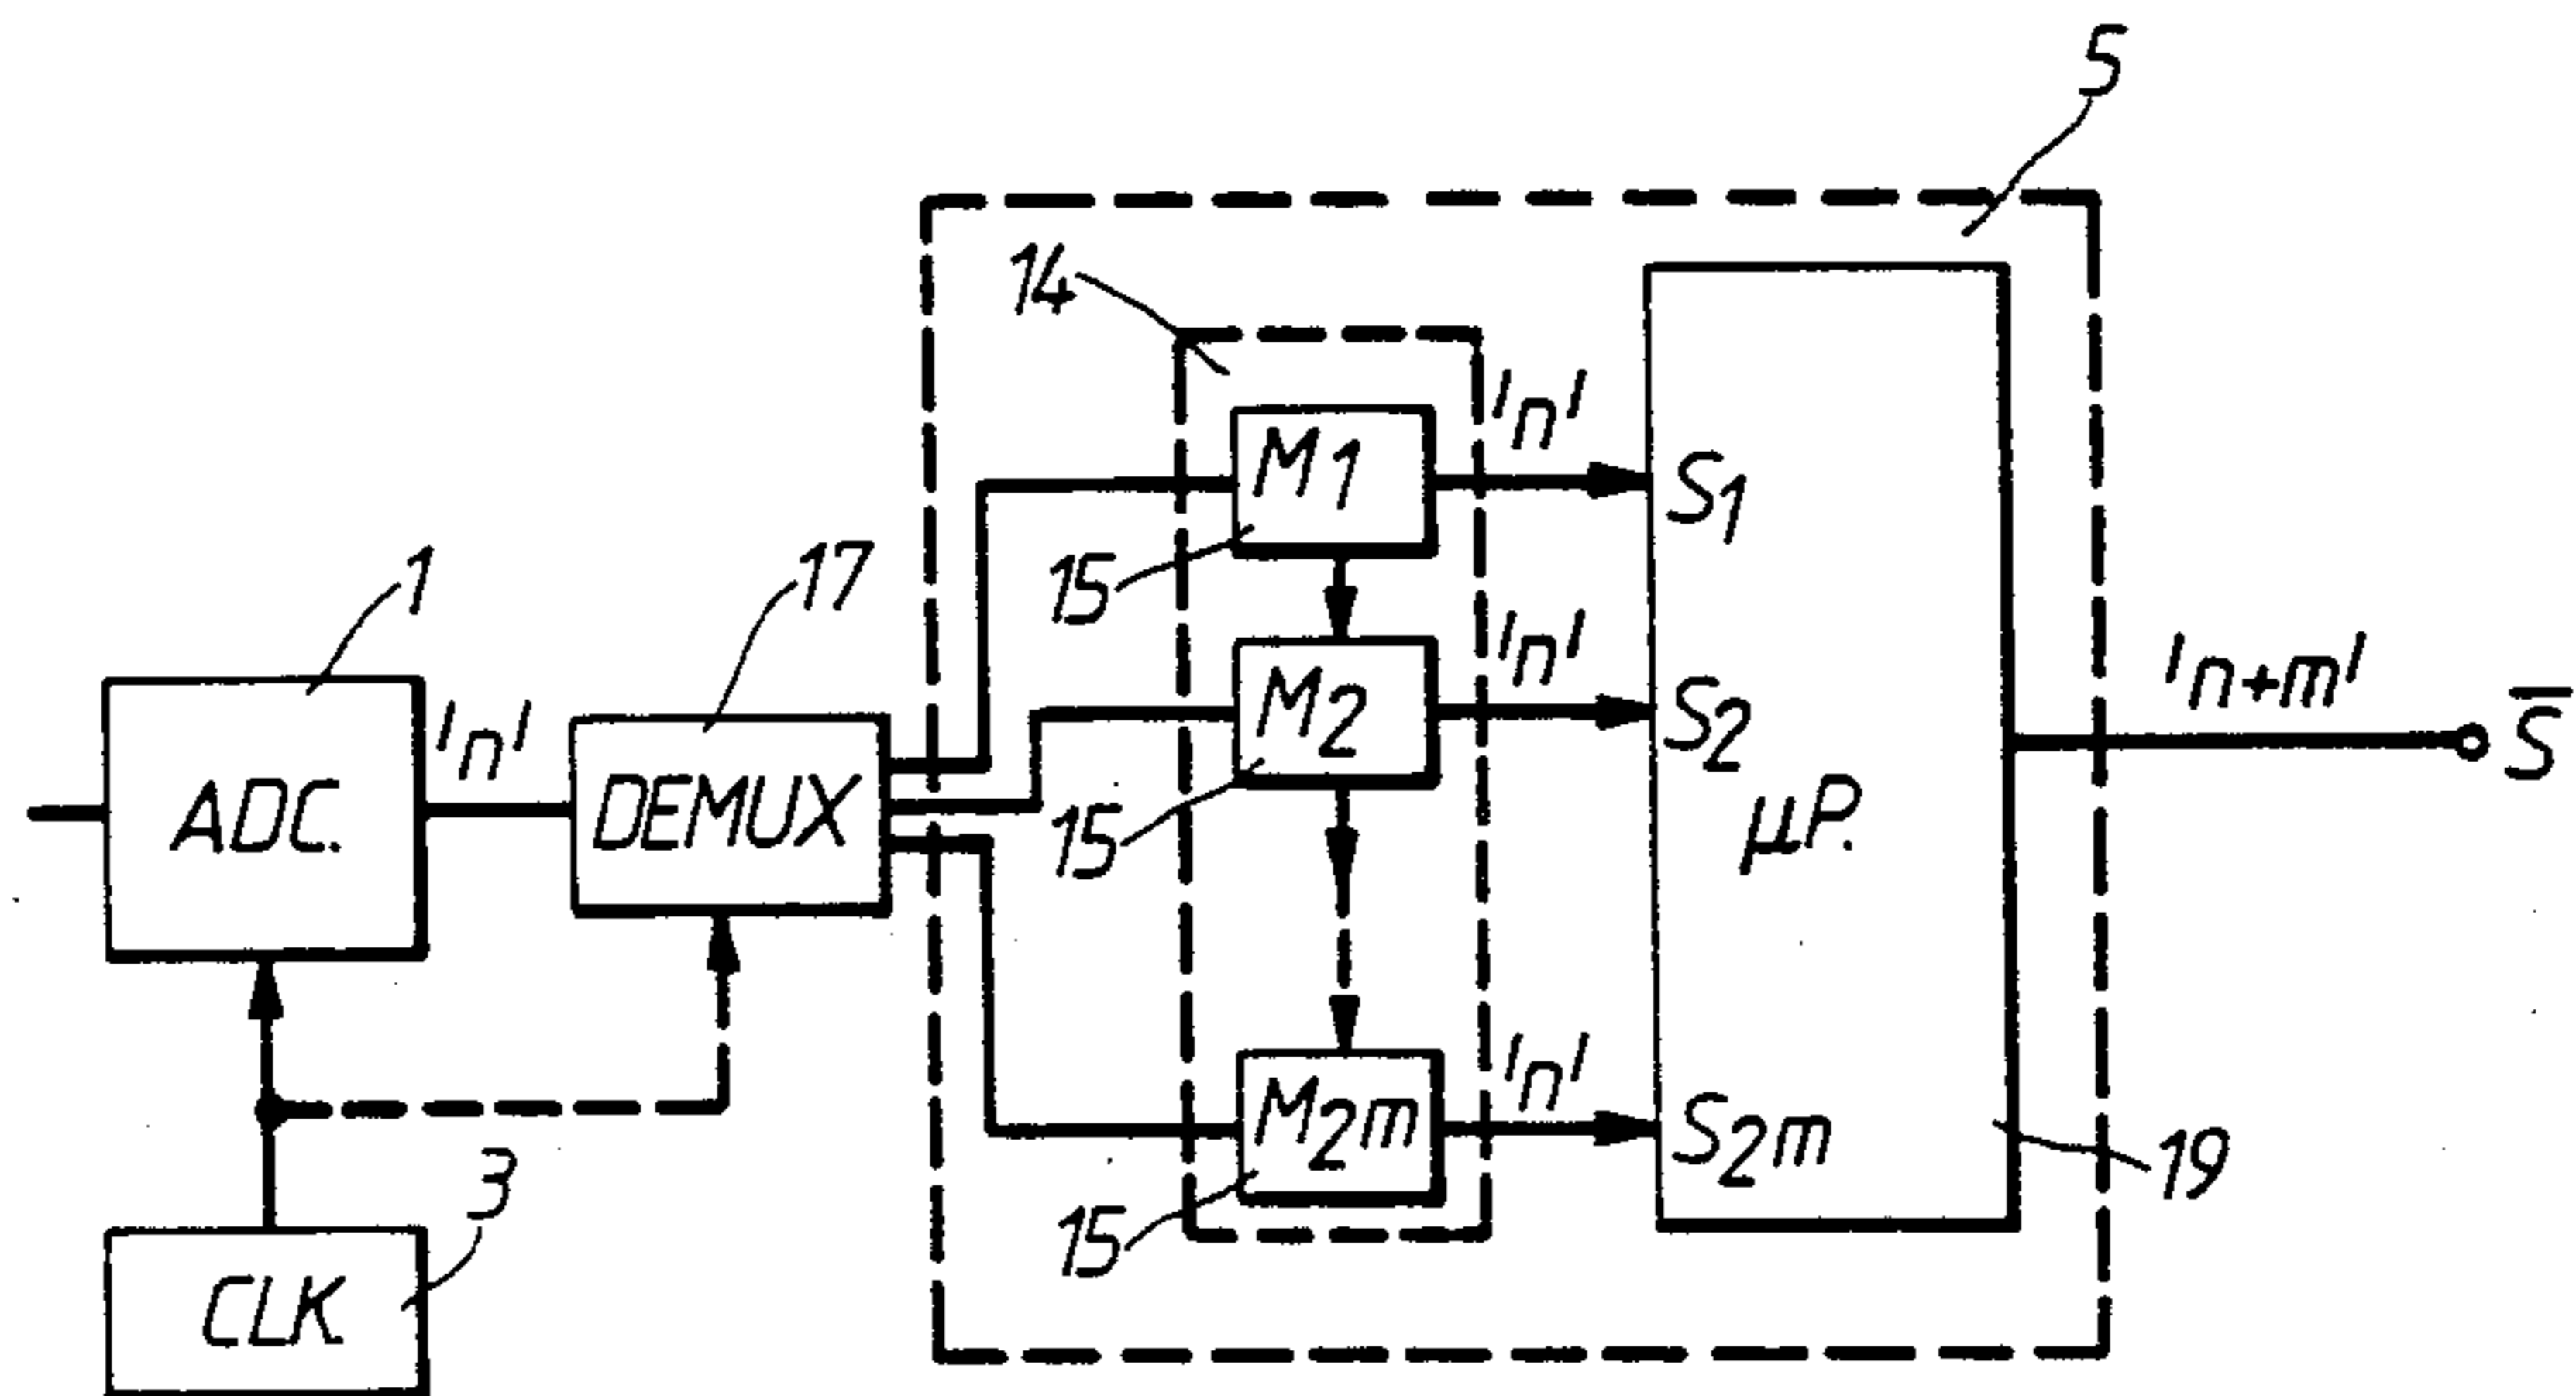 5
14
'n'
M1
S1
15
1
17
'n'
'n'
M2
S2
'n+m'
S̅
ADC.
DEMUX
15
μP.
'n'
M2m
S2m
19
3
15
CLK